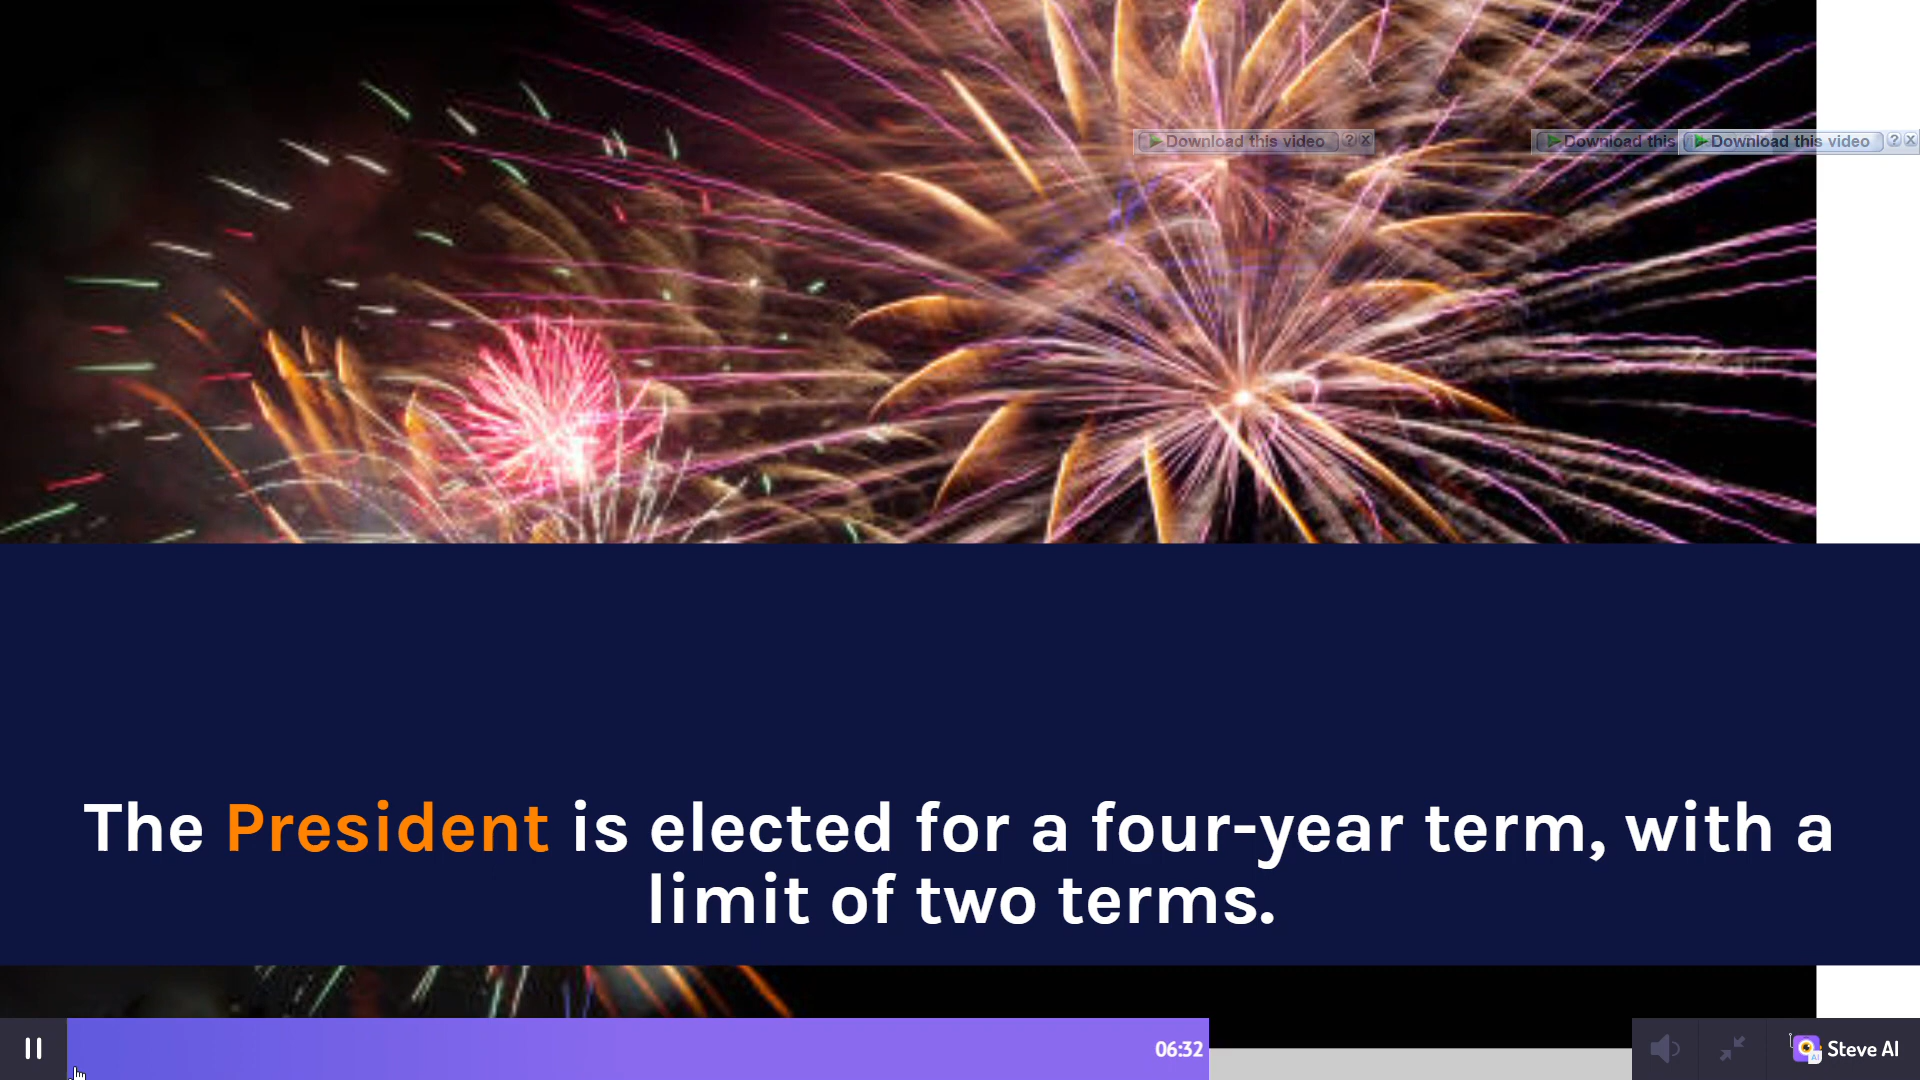 Download this video ? X
Download this
Download this video ? X
The President is elected for a four-year term, with a
limit of two terms.
06:32
AI
Steve AI